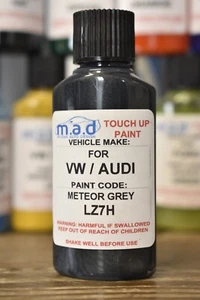 m.a.d
TOUCH UP
PAINT
VEHICLE MAKE:
FOR
VW / AUDI
PAINT CODE:
METEOR GREY
LZ7H
WARNING: HARMFUL IF SWALLOWED
KEEP OUT OF REACH OF CHILDREN.
SHAKE WELL BEFORE USE